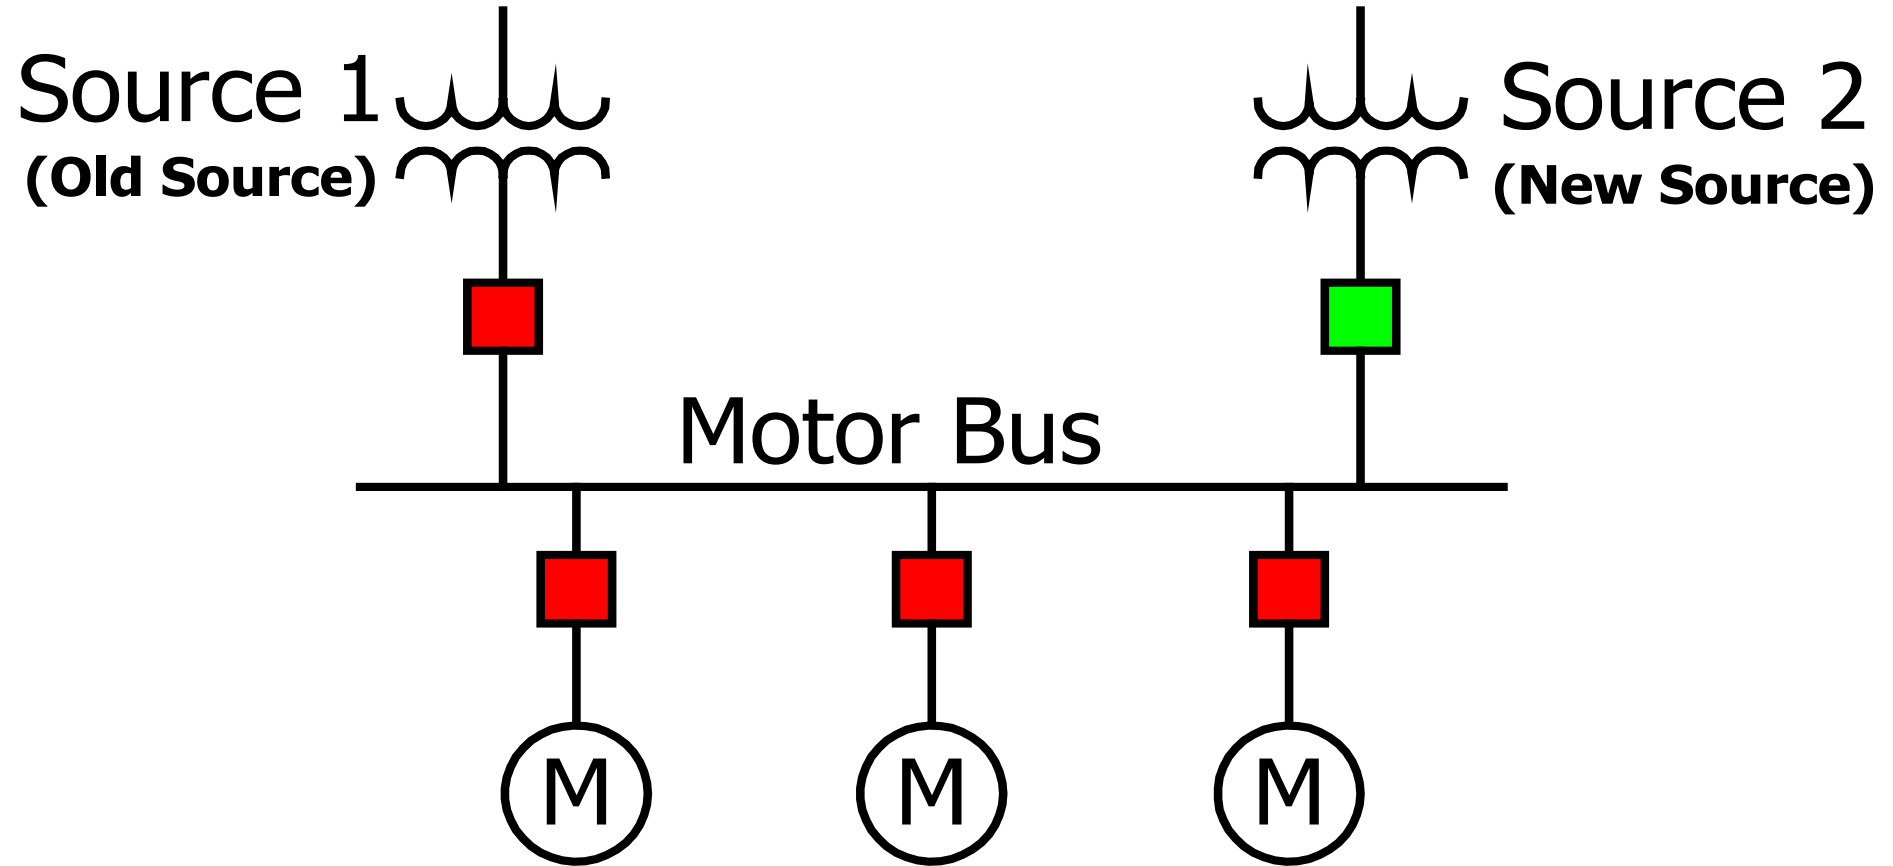 Source 1
(Old Source)
Source 2
(New Source)
Motor Bus
M
M
M